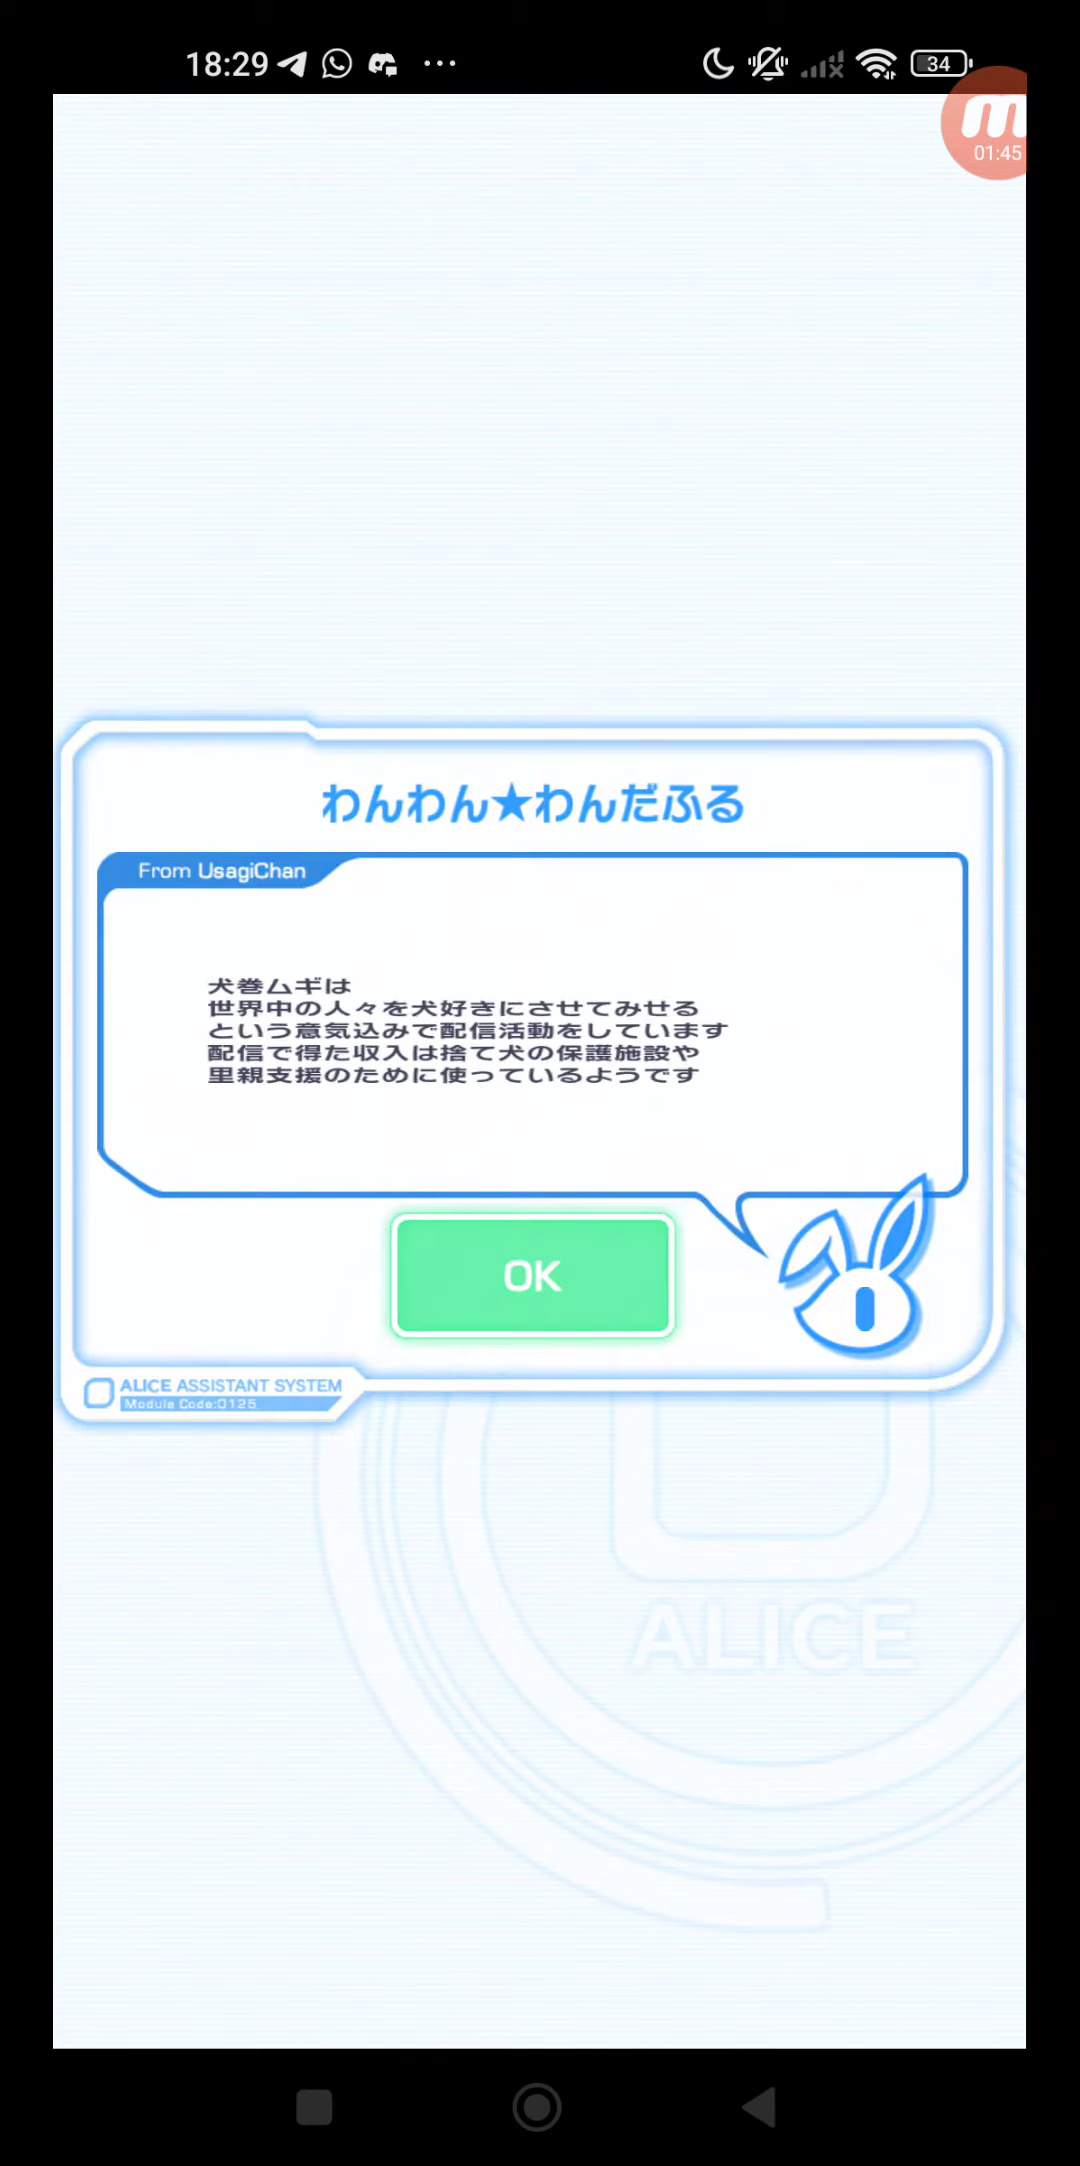 18:29
34
01:45
わんわん★わんだふる
From UsagiChan
犬巻ムギは
世界中の人々を犬好きにさせてみせる
という意気込みで配信活動をしています
配信で得た収入は捨て犬の保護施設や
里親支援のために使っているようです
OK
ALICE ASSISTANT SYSTEM
Module Code:0125
ALICE